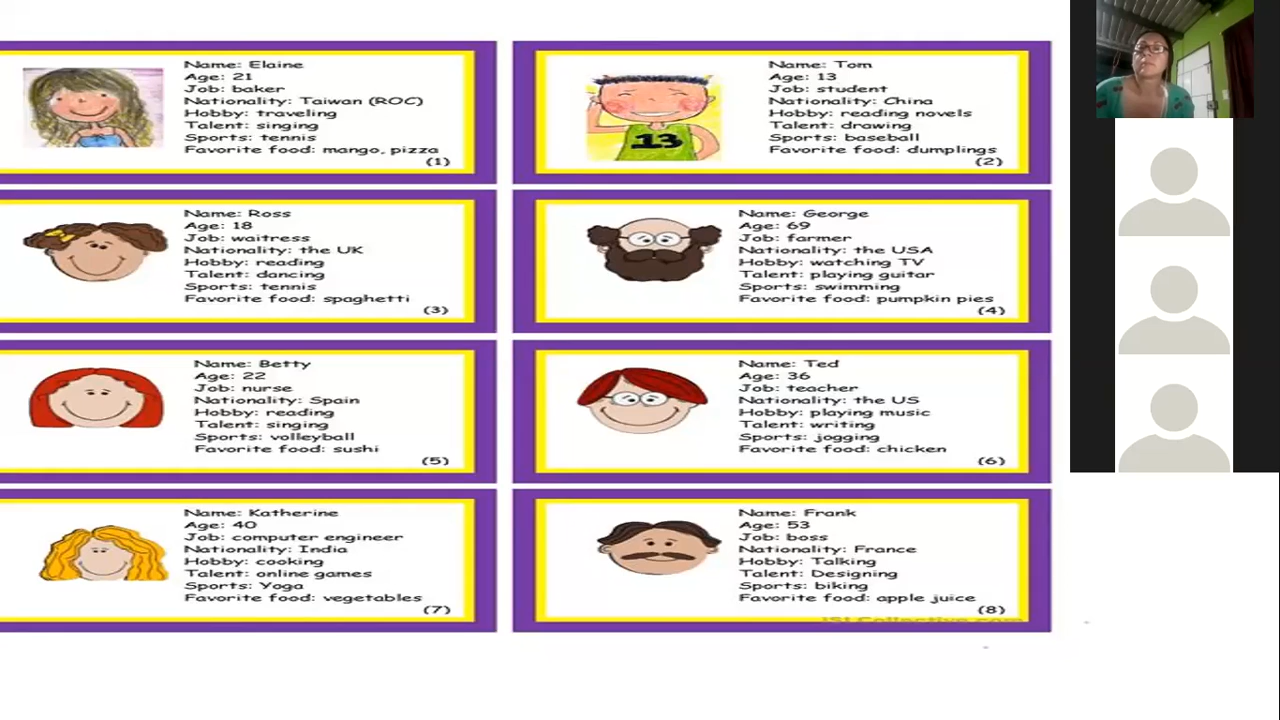 Name: Elaine
Age: 21
Job: baker
Nationality: Taiwan (ROC)
Hobby: traveling
Talent: singing
Sports: tennis
Favorite food: mango, pizza
(1)
Name: Tom
Age: 13
Job: student
Nationality: China
Hobby: reading novels
Talent: drawing
Sports: baseball
Favorite food: dumplings
(2)
13
Name: Ross
Age: 18
Job: waitress
Nationality: the UK
Hobby: reading
Talent: dancing
Sports: tennis
Favorite food: spaghetti
(3)
Name: George
Age: 69
Job: farmer
Nationality: the USA
Hobby: watching TV
Talent: playing guitar
Sports: swimming
Favorite food: pumpkin pies
(4)
Name: Betty
Age: 22
Job: nurse
Nationality: Spain
Hobby: reading
Talent: singing
Sports: volleyball
Favorite food: sushi
(5)
Name: Ted
Age: 36
Job: teacher
Nationality: the US
Hobby: playing music
Talent: writing
Sports: jogging
Favorite food: chicken
(6)
Name: Katherine
Age: 40
Job: computer engineer
Nationality: India
Hobby: cooking
Talent: online games
Sports: Yoga
Favorite food: vegetables
(7)
Name: Frank
Age: 53
Job: boss
Nationality: France
Hobby: Talking
Talent: Designing
Sports: biking
Favorite food: apple juice
(8)